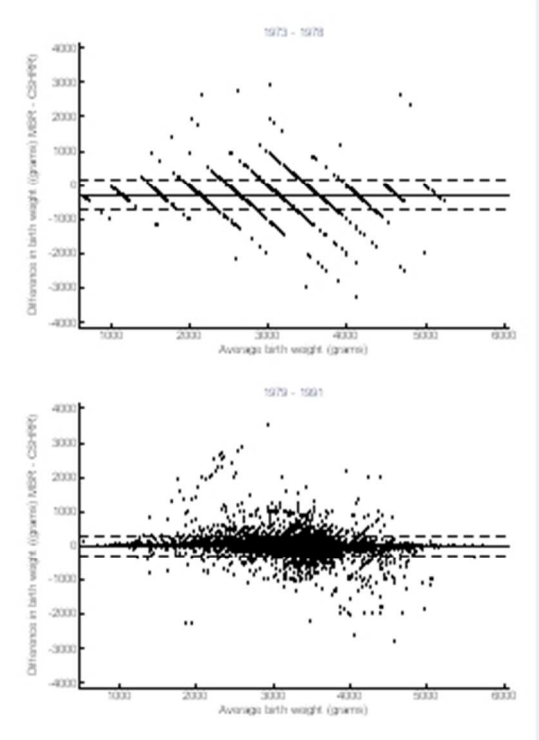 1973 - 1978
4000
3000
2000
1000
0
-1000
-2000
-3000
-4000
Difference in birth weight ((grams) MBR - CSHRR)
1000 2000 3000 4000 5000 6000
Average birth weight (grams)
1979 - 1991
4000
3000
2000
1000
0
-1000
-2000
-3000
-4000
Difference in birth weight ((grams) MBR - CSHRR)
1000 2000 3000 4000 5000 6000
Average birth weight (grams)